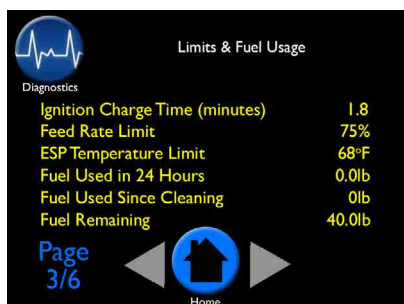 Limits & Fuel Usage
Diagnostics
Ignition Charge Time (minutes) 1.8
Feed Rate Limit 75%
ESP Temperature Limit 68°F
Fuel Used in 24 Hours 0.0lb
Fuel Used Since Cleaning 0lb
Fuel Remaining 40.0lb
Page
3/6
Home